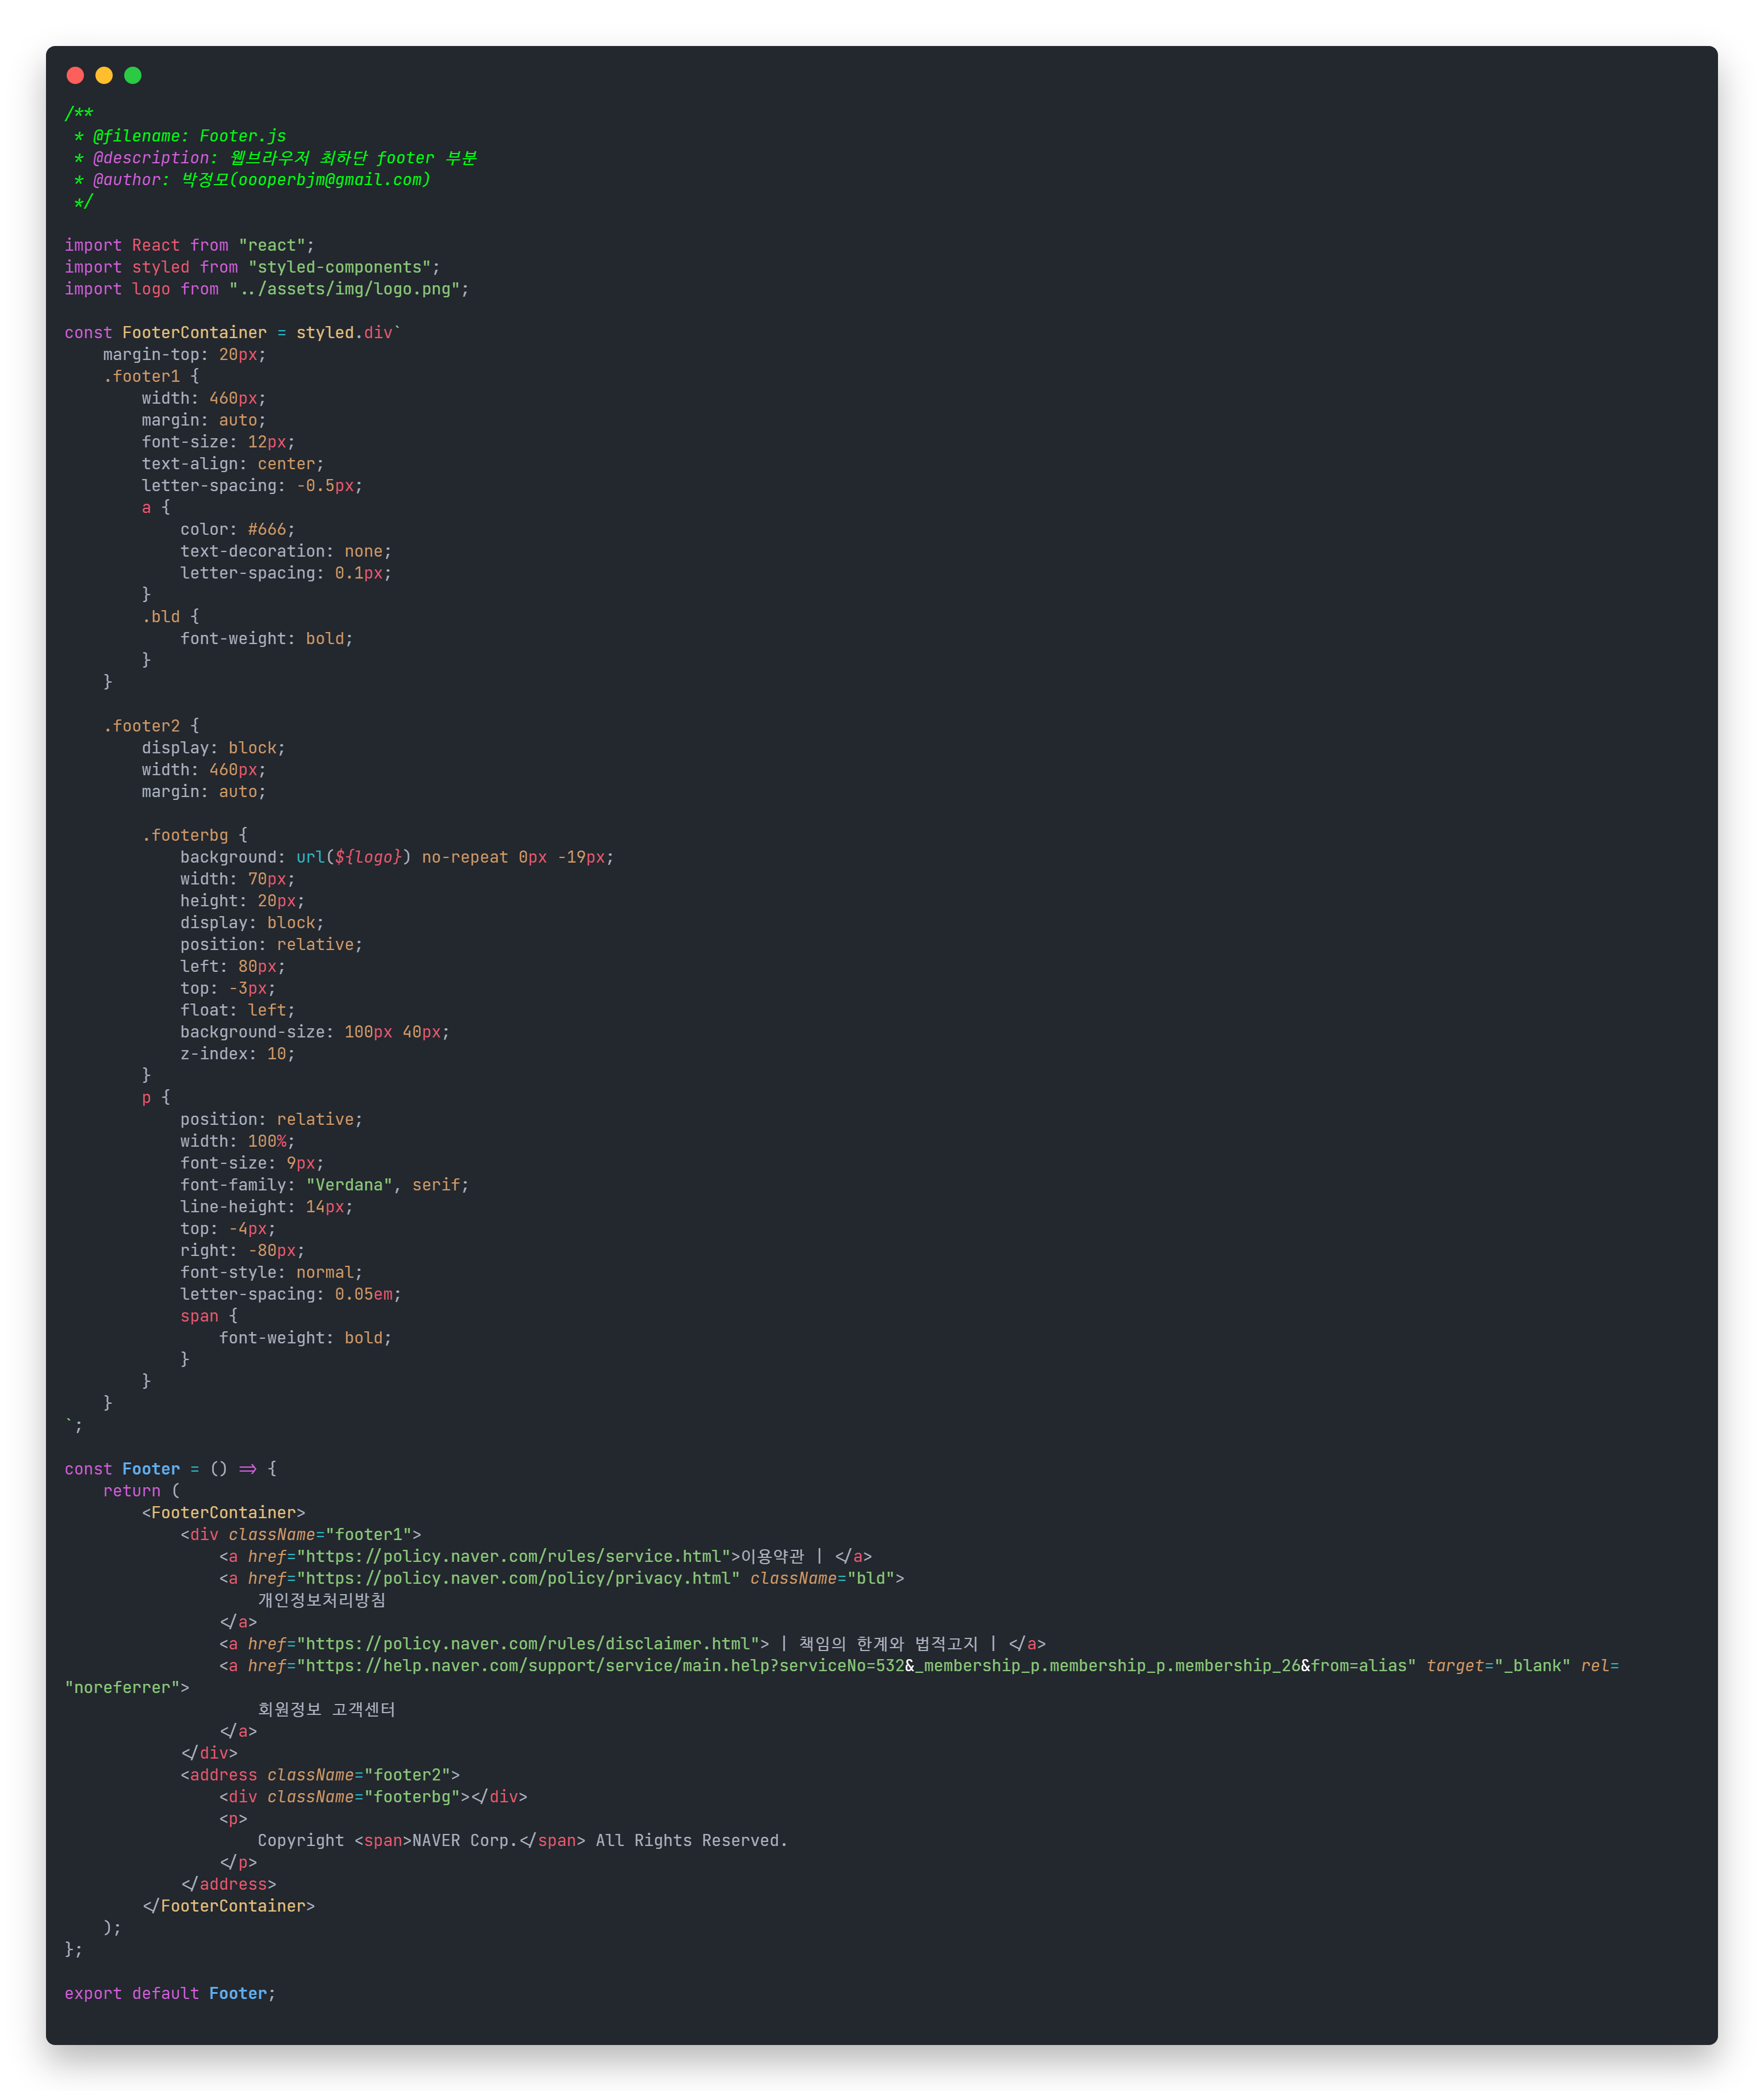 /**
 * @filename: Footer.js
 * @description: 웹브라우저 최하단 footer 부분
 * @author: 박정모(oooperbjm@gmail.com)
 */

import React from "react";
import styled from "styled-components";
import logo from "../assets/img/logo.png";

const FooterContainer = styled.div`
    margin-top: 20px;
    .footer1 {
        width: 460px;
        margin: auto;
        font-size: 12px;
        text-align: center;
        letter-spacing: -0.5px;
        a {
            color: #666;
            text-decoration: none;
            letter-spacing: 0.1px;
        }
        .bld {
            font-weight: bold;
        }
    }

    .footer2 {
        display: block;
        width: 460px;
        margin: auto;

        .footerbg {
            background: url(${logo}) no-repeat 0px -19px;
            width: 70px;
            height: 20px;
            display: block;
            position: relative;
            left: 80px;
            top: -3px;
            float: left;
            background-size: 100px 40px;
            z-index: 10;
        }
        p {
            position: relative;
            width: 100%;
            font-size: 9px;
            font-family: "Verdana", serif;
            line-height: 14px;
            top: -4px;
            right: -80px;
            font-style: normal;
            letter-spacing: 0.05em;
            span {
                font-weight: bold;
            }
        }
    }
`;

const Footer = () => {
    return (
        <FooterContainer>
            <div className="footer1">
                <a href="https://policy.naver.com/rules/service.html">이용약관 | </a>
                <a href="https://policy.naver.com/policy/privacy.html" className="bld">
                    개인정보처리방침
                </a>
                <a href="https://policy.naver.com/rules/disclaimer.html"> | 책임의 한계와 법적고지 | </a>
                <a href="https://help.naver.com/support/service/main.help?serviceNo=532&_membership_p.membership_p.membership_26&from=alias" target="_blank" rel=
"noreferrer">
                    회원정보 고객센터
                </a>
            </div>
            <address className="footer2">
                <div className="footerbg"></div>
                <p>
                    Copyright <span>NAVER Corp.</span> All Rights Reserved.
                </p>
            </address>
        </FooterContainer>
    );
};

export default Footer;